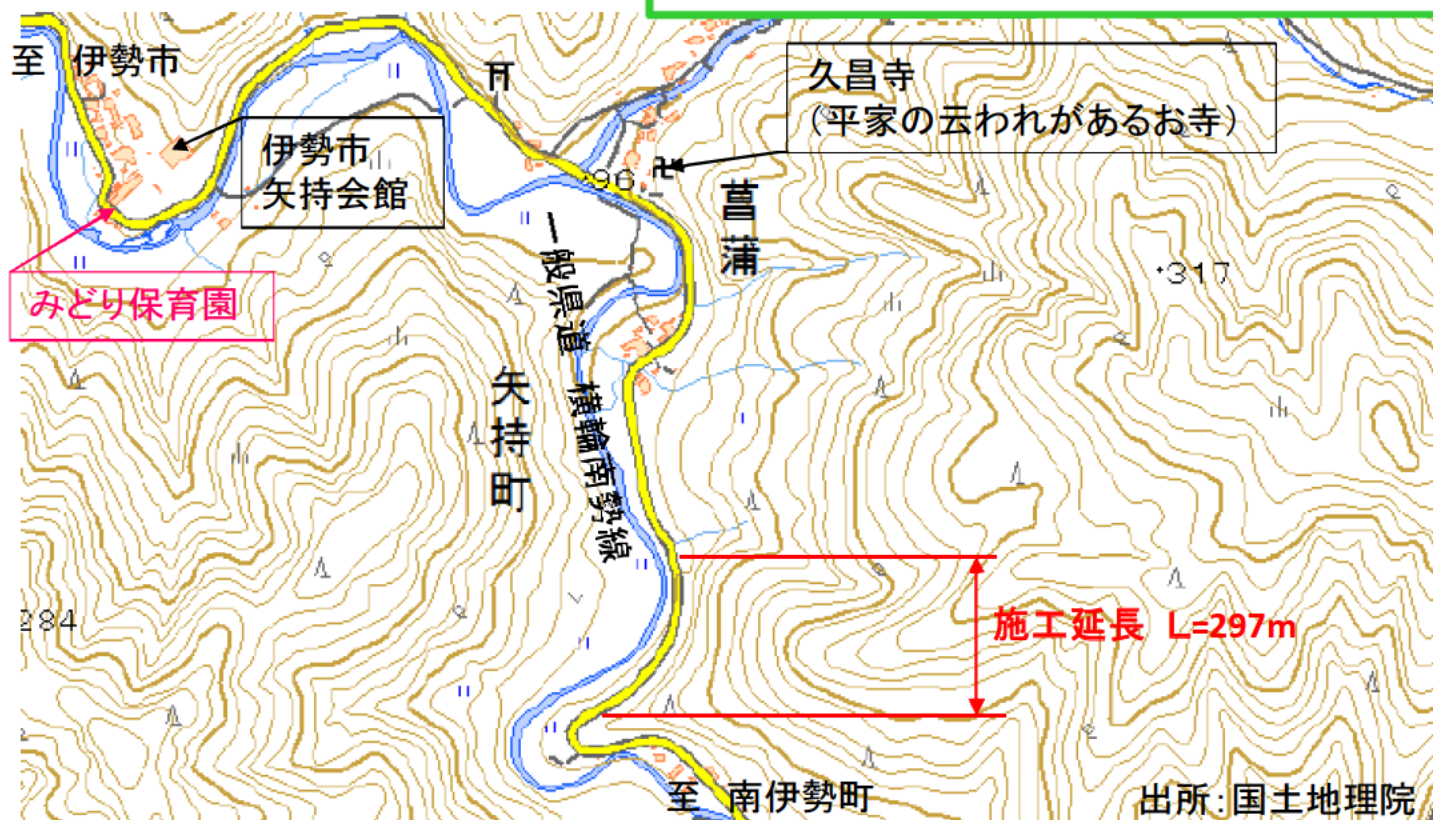 至 伊勢市
久昌寺
(平家の云われがあるお寺)
伊勢市
矢持会館
・96
菖蒲
みどり保育園
・317
一般県道 横輪南勢線
矢持町
284
施工延長 L=297m
至 南伊勢町
出所:国土地理院